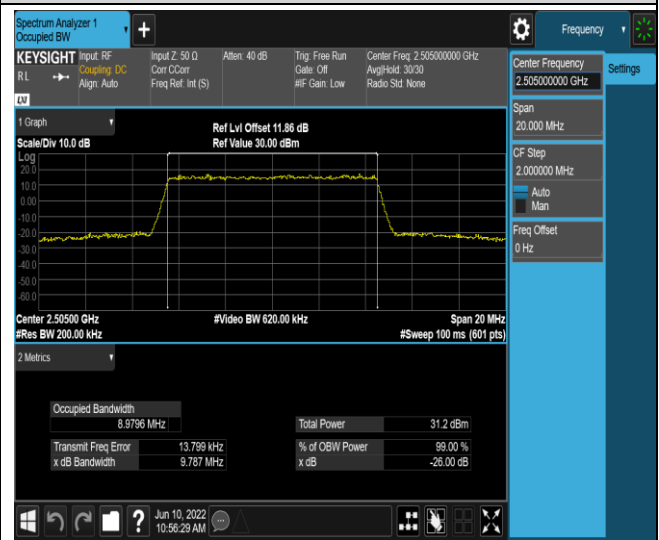 Spectrum Analyzer 1
Occupied BW
+
Frequency
KEYSIGHT
RL
LNI
Input: RF
Coupling: DC
Align: Auto
Input Z: 50 Ω
Corr CCorr
Freq Ref: Int (S)
Atten: 40 dB
Trig: Free Run
Gate: Off
#IF Gain: Low
Center Freq: 2.505000000 GHz
Avg|Hold: 30/30
Radio Std: None
Center Frequency
2.505000000 GHz
Settings
Span
20.000 MHz
CF Step
2.000000 MHz
Auto
Man
Freq Offset
0 Hz
1 Graph
Scale/Div 10.0 dB
Ref Lvl Offset 11.86 dB
Ref Value 30.00 dBm
Log
20.0
10.0
0.00
-10.0
-20.0
-30.0
-40.0
-50.0
-60.0
Center 2.50500 GHz
#Video BW 620.00 kHz
Span 20 MHz
#Res BW 200.00 kHz
#Sweep 100 ms (601 pts)
2 Metrics
Occupied Bandwidth
8.9796 MHz
Total Power 31.2 dBm
Transmit Freq Error 13.799 kHz
% of OBW Power 99.00 %
x dB Bandwidth 9.787 MHz
x dB -26.00 dB
?
Jun 10, 2022
10:56:29 AM